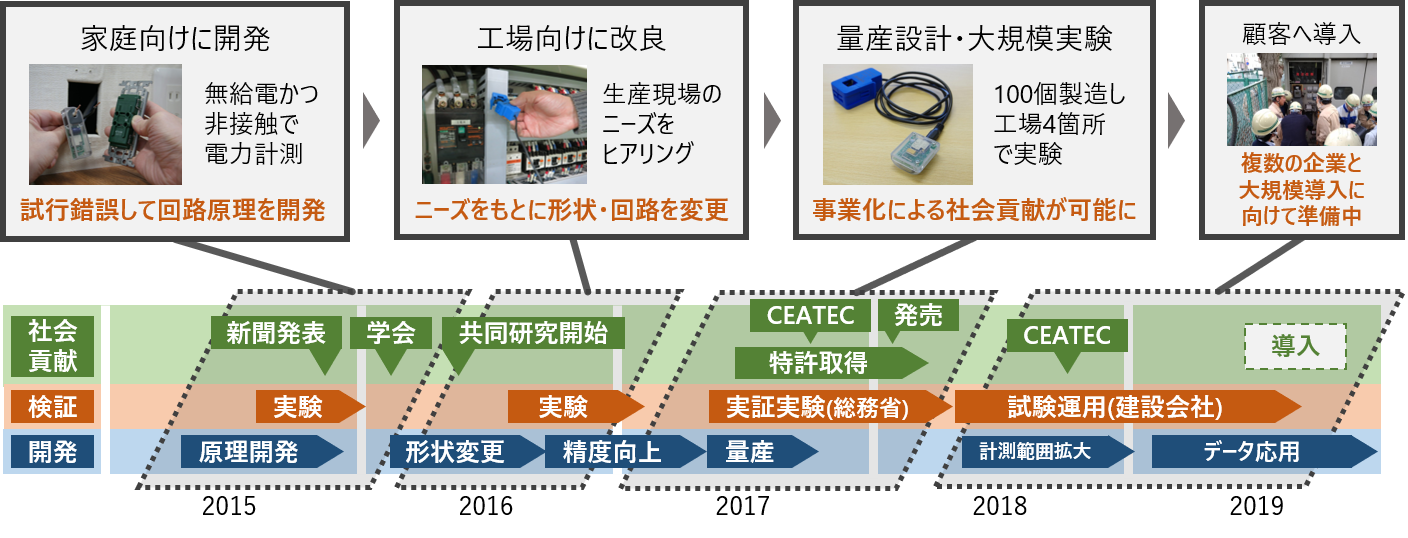 家庭向けに開発
無給電かつ
非接触で
電力計測
試行錯誤して回路原理を開発
工場向けに改良
生産現場の
ニーズを
ヒアリング
ニーズをもとに形状・回路を変更
量産設計・大規模実験
100個製造し
工場4箇所
で実験
事業化による社会貢献が可能に
顧客へ導入
複数の企業と
大規模導入に
向けて準備中
社会
貢献
新聞発表
学会
共同研究開始
CEATEC
発売
特許取得
CEATEC
導入
検証
実験
実験
実証実験(総務省)
試験運用(建設会社)
開発
原理開発
形状変更
精度向上
量産
計測範囲拡大
データ応用
2015
2016
2017
2018
2019